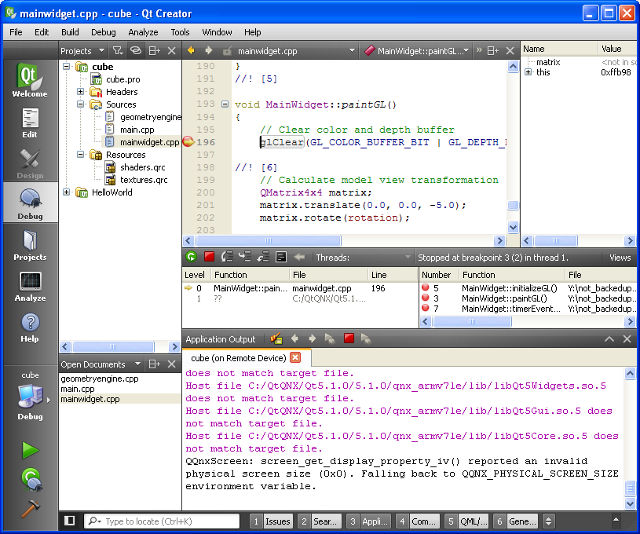 mainwidget.cpp - cube - Qt Creator
File Edit Build Debug Analyze Tools Window Help
Projects
mainwidget.cpp
MainWidget::paintGL...
Name Value
Qt
Welcome
Edit
Design
Debug
Projects
Analyze
Help
cube
Debug
cube
cube.pro
Headers
Sources
geometryengine
main.cpp
mainwidget.cpp
Resources
shaders.qrc
textures.qrc
HelloWorld
190 }
191 //! [5]
192
193 void MainWidget::paintGL()
194 {
195 // Clear color and depth buffer
196 glClear(GL_COLOR_BUFFER_BIT | GL_DEPTH_
197
198 //! [6]
199 // Calculate model view transformation
200 QMatrix4x4 matrix;
201 matrix.translate(0.0, 0.0, -5.0);
202 matrix.rotate(rotation);
203
matrix <not in s
this 0xffb98
Threads: Stopped at breakpoint 3 (2) in thread 1. Views
Level Function File Line
0 MainWidget::pain... mainwidget.cpp 196
1 ?? C:/QtQNX/Qt5.1....
Number Function File
5 MainWidget::initializeGL() Y:\not_backedup...
3 MainWidget::paintGL() Y:\not_backedup...
7 MainWidget::timerEvent... Y:\not_backedup...
Open Documents
geometryengine.cpp
main.cpp
mainwidget.cpp
Application Output
cube (on Remote Device)
does not match target file.
Host file C:/QtQNX/Qt5.1.0/5.1.0/qnx_armv7le/lib/libQt5Widgets.so.5
does not match target file.
Host file C:/QtQNX/Qt5.1.0/5.1.0/qnx_armv7le/lib/libQt5Gui.so.5 does
not match target file.
Host file C:/QtQNX/Qt5.1.0/5.1.0/qnx_armv7le/lib/libQt5Core.so.5 does
not match target file.
QQnxScreen: screen_get_display_property_iv() reported an invalid
physical screen size (0x0). Falling back to QQNX_PHYSICAL_SCREEN_SIZE
environment variable.
Type to locate (Ctrl+K) 1 Issues 2 Sear... 3 Appli... 4 Com... 5 QML/... 6 Gene...